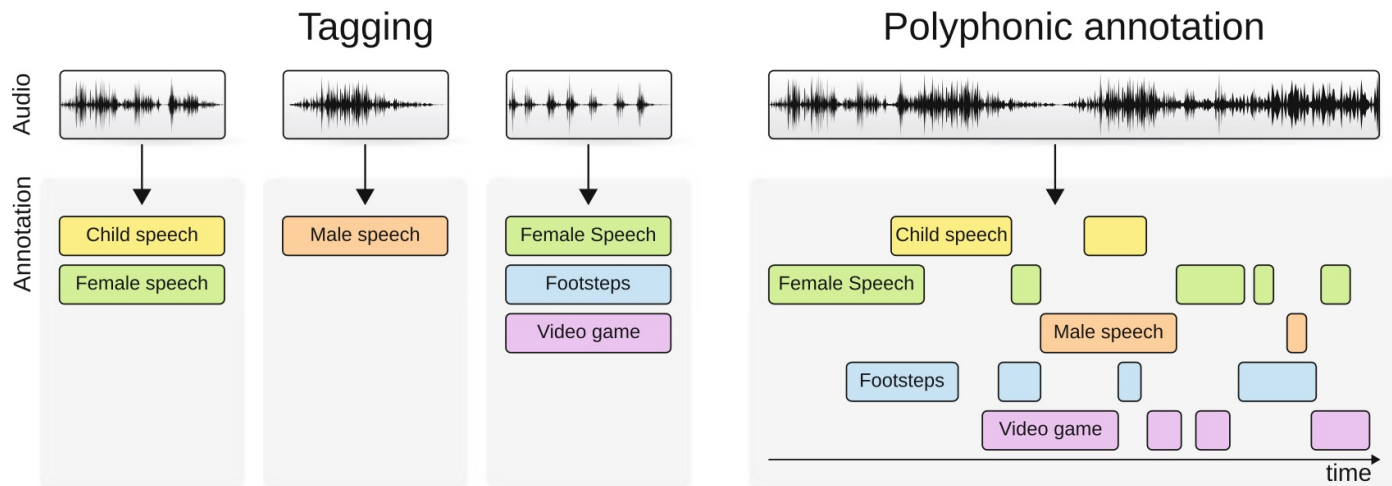 Tagging
Polyphonic annotation
Audio
Annotation
Child speech
Female speech
Male speech
Female Speech
Footsteps
Video game
Child speech
Female Speech
Male speech
Footsteps
Video game
time